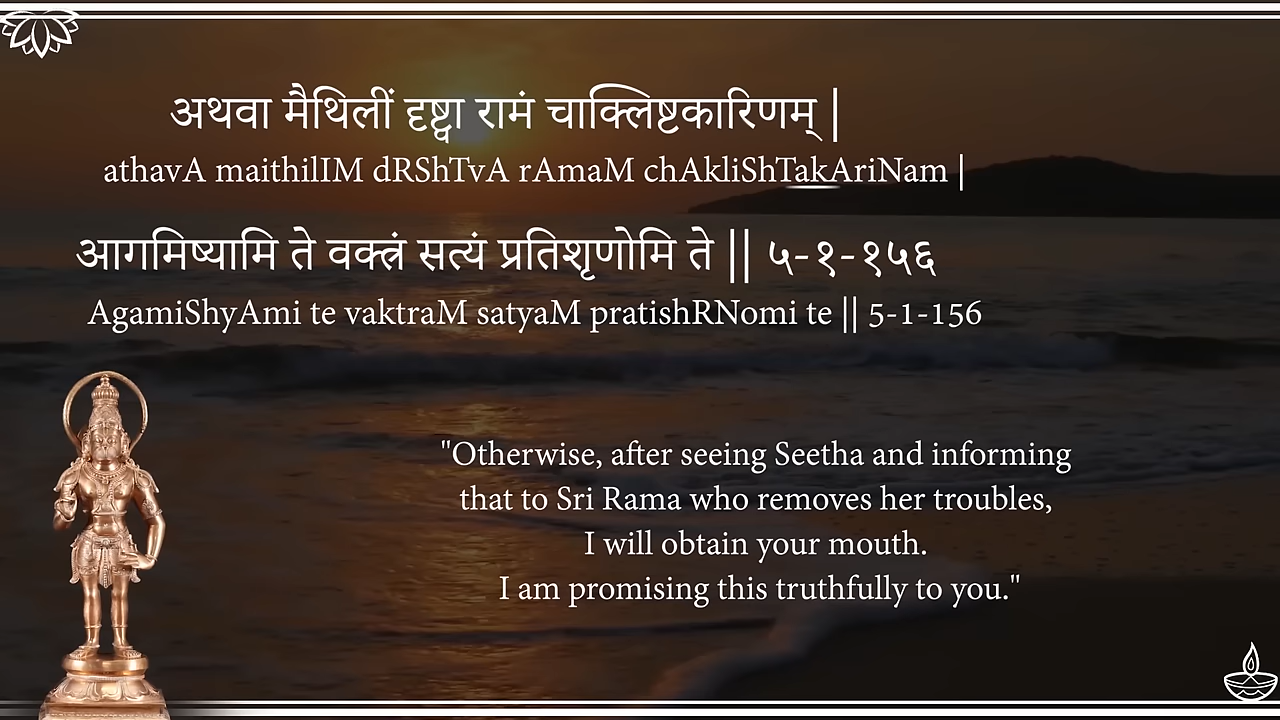 अथवा मैथिलीं दृष्ट्वा रामं चाक्लिष्टकारिणम् |
athavA maithilIM dRShTvA rAmaM chAkliShTakAriNam |
आगमिष्यामि ते वक्त्रं सत्यं प्रतिशृणोमि ते || ५-१-१५६
AgamiShyAmi te vaktraM satyaM pratishRNomi te || 5-1-156
"Otherwise, after seeing Seetha and informing
that to Sri Rama who removes her troubles,
I will obtain your mouth.
I am promising this truthfully to you."